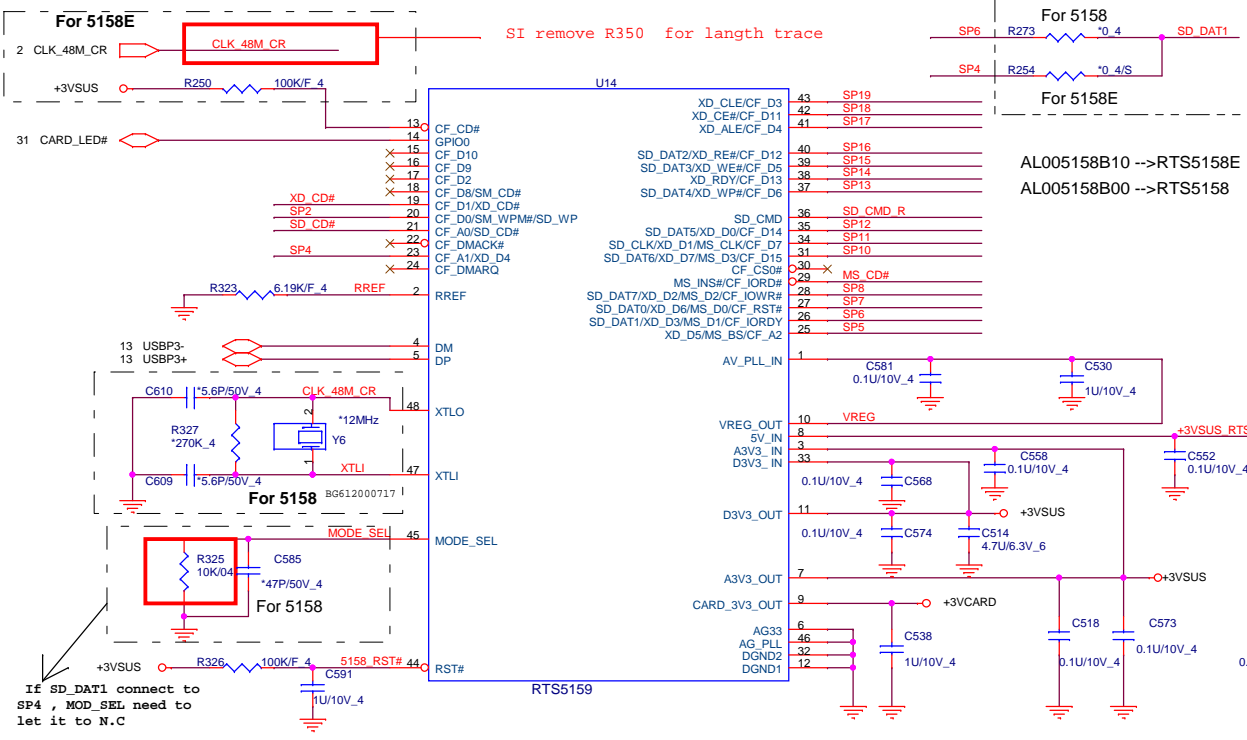 For 5158E
2 CLK_48M_CR
CLK_48M_CR
SI remove R350 for langth trace
+3VSUS
R250
100K/F_4
31 CARD_LED#
For 5158
SP6
R273
*0_4
SD_DAT1
SP4
R254
*0_4/S
For 5158E
AL005158B10 -->RTS5158E
AL005158B00 -->RTS5158
U14
13 CF_CD#
14 GPIO0
15 CF_D10
16 CF_D9
17 CF_D2
18 CF_D8/SM_CD#
XD_CD# 19 CF_D1/XD_CD#
SP2 20 CF_D0/SM_WPM#/SD_WP
SD_CD# 21 CF_A0/SD_CD#
22 CF_DMACK#
SP4 23 CF_A1/XD_D4
24 CF_DMARQ
R323
6.19K/F_4
RREF
2 RREF
13 USBP3-
4 DM
13 USBP3+
5 DP
XD_CLE/CF_D3 43 SP19
XD_CE#/CF_D11 42 SP18
XD_ALE/CF_D4 41 SP17
SD_DAT2/XD_RE#/CF_D12 40 SP16
SD_DAT3/XD_WE#/CF_D5 39 SP15
XD_RDY/CF_D13 38 SP14
SD_DAT4/XD_WP#/CF_D6 37 SP13
SD_CMD 36 SD_CMD_R
SD_DAT5/XD_D0/CF_D14 35 SP12
SD_CLK/XD_D1/MS_CLK/CF_D7 34 SP11
SD_DAT6/XD_D7/MS_D3/CF_D15 31 SP10
CF_CS0# 30
MS_INS#/CF_IORD# 29 MS_CD#
SD_DAT7/XD_D2/MS_D2/CF_IOWR# 28 SP8
SD_DAT0/XD_D6/MS_D0/CF_RST# 27 SP7
SD_DAT1/XD_D3/MS_D1/CF_IORDY 26 SP6
XD_D5/MS_BS/CF_A2 25 SP5
AV_PLL_IN 1
C581
0.1U/10V_4
C530
1U/10V_4
C610
*5.6P/50V_4
CLK_48M_CR
48 XTLO
R327
*270K_4
2
*12MHz
Y6
1
XTLI
47 XTLI
C609
*5.6P/50V_4
For 5158
BG612000717
VREG_OUT 10 VREG
5V_IN 8
+3VSUS_RTS
A3V3_ IN 3
D3V3_ IN 33
C558
0.1U/10V_4
C552
0.1U/10V_4
0.1U/10V_4
C568
D3V3_OUT 11
+3VSUS
0.1U/10V_4
C574
C514
4.7U/6.3V_6
MODE_SEL
45 MODE_SEL
R325
10K/04
C585
*47P/50V_4
For 5158
A3V3_OUT 7
+3VSUS
CARD_3V3_OUT 9
+3VCARD
C538
1U/10V_4
C518
0.1U/10V_4
C573
0.1U/10V_4
0.
AG33 6
AG_PLL 46
DGND2 32
DGND1 12
+3VSUS
R326
100K/F_4
5158_RST#
44 RST#
C591
1U/10V_4
RTS5159
If SD_DAT1 connect to
SP4 , MOD_SEL need to
let it to N.C